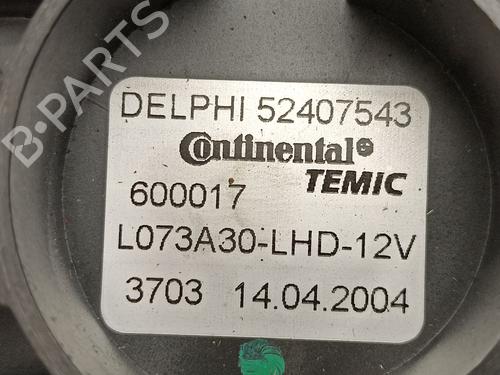 DELPHI 52407543
Continental
TEMIC
600017
L073A30-LHD-12V
3703 14.04.2004
B-PARTS